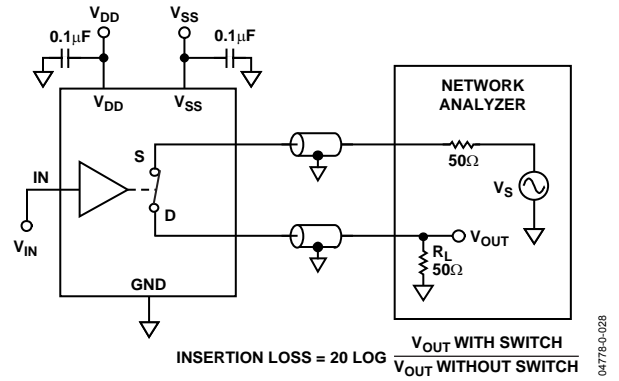 VDD
VSS
0.1µF
0.1µF
VDD
VSS
NETWORK
ANALYZER
S
50Ω
VS
IN
D
VOUT
VIN
RL
50Ω
GND
INSERTION LOSS = 20 LOG VOUT WITH SWITCH
VOUT WITHOUT SWITCH
04778-0-028